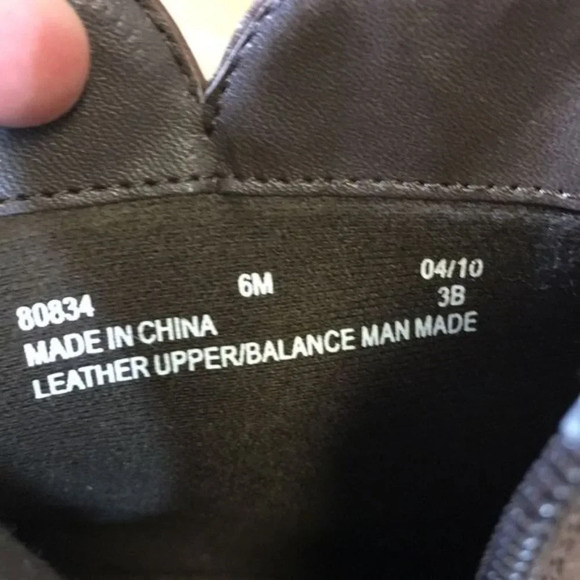 80834 6M 04/10
3B
MADE IN CHINA
LEATHER UPPER/BALANCE MAN MADE